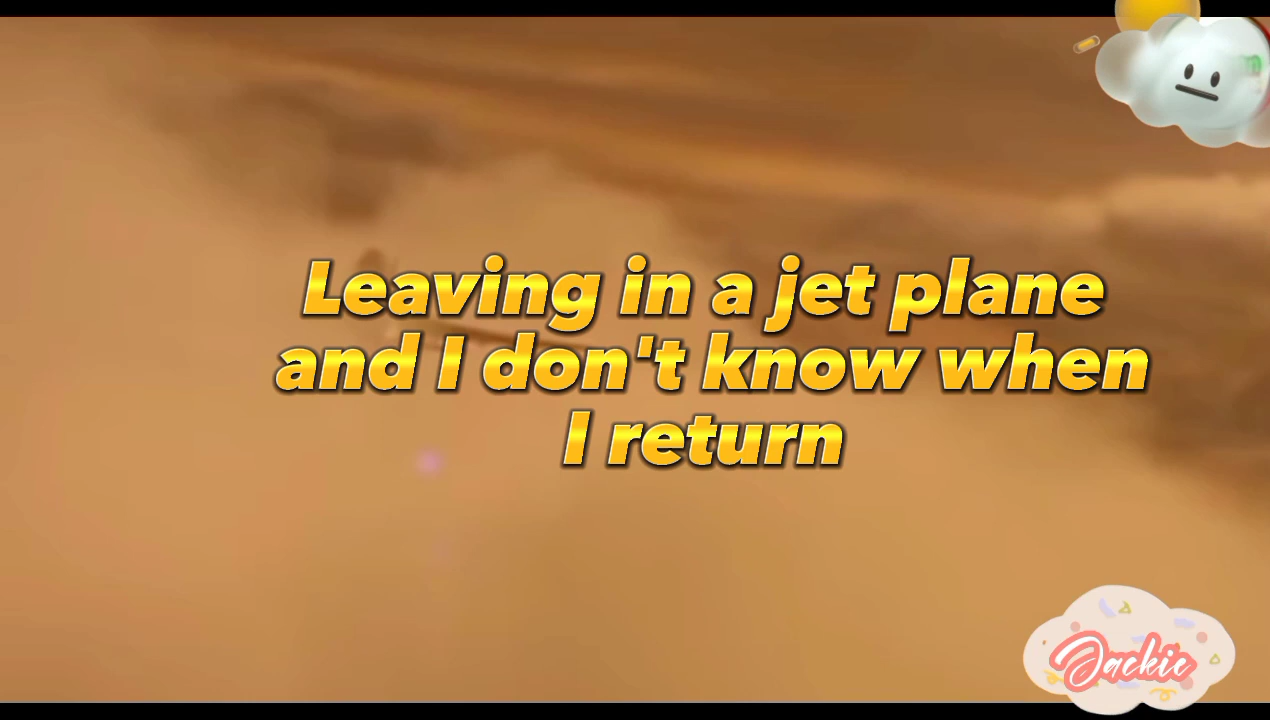 Leaving in a jet plane
and I don't know when
I return
Jackie